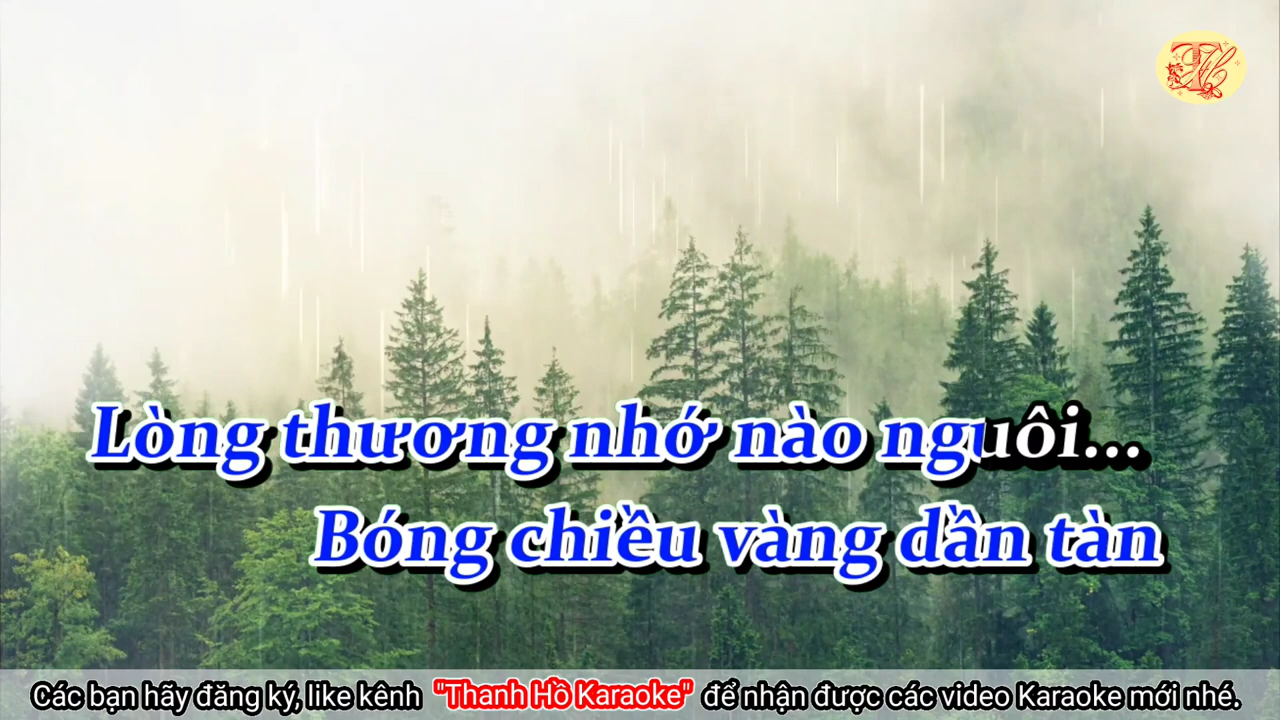 Lòng thương nhớ nào nguôi...
Bóng chiều vàng dần tàn
Các bạn hãy đăng ký, like kênh "Thanh Hồ Karaoke" để nhận được các video Karaoke mới nhé.